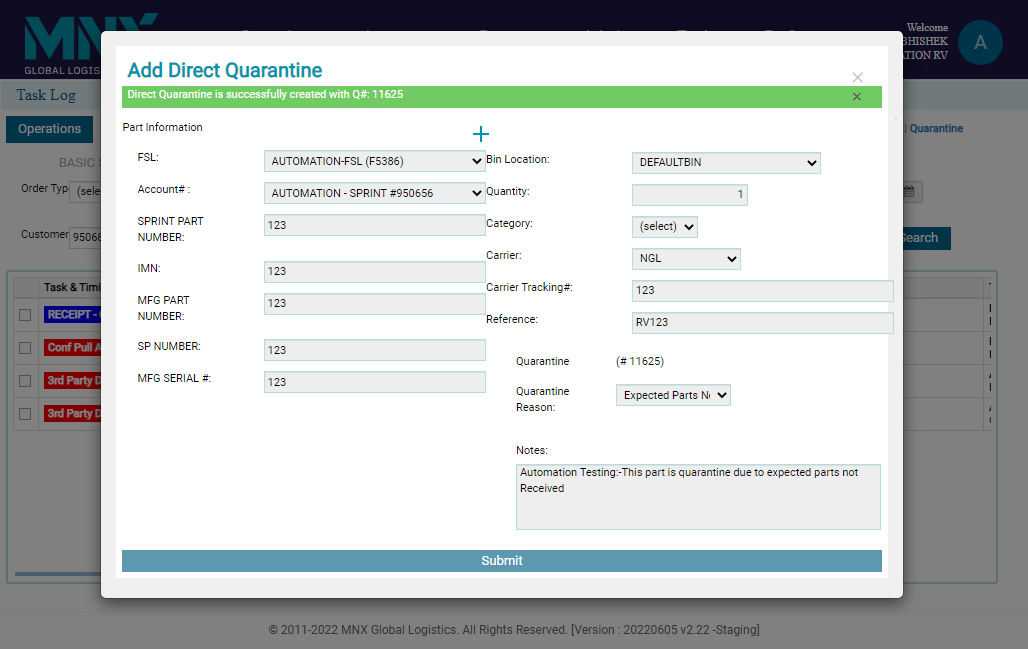 MNX
GLOBAL LOGIS
Welcome
BHISHEK
TION RV
A
Task Log
Operations
| Quarantine
BASIC
Order Typ
(sele
Customer
9506
Search
Task & Timi
RECEIPT -
Conf Pull A
3rd Party D
3rd Party D
Add Direct Quarantine
Direct Quarantine is successfully created with Q#: 11625
Part Information
FSL:
AUTOMATION-FSL (F5386)
Account# :
AUTOMATION - SPRINT #950656
SPRINT PART
NUMBER:
123
IMN:
123
MFG PART
NUMBER:
123
SP NUMBER:
123
MFG SERIAL #:
123
Bin Location:
DEFAULTBIN
Quantity:
1
Category:
(select)
Carrier:
NGL
Carrier Tracking#:
123
Reference:
RV123
Quarantine
(# 11625)
Quarantine
Reason:
Expected Parts No
Notes:
Automation Testing:-This part is quarantine due to expected parts not
Received
Submit
© 2011-2022 MNX Global Logistics. All Rights Reserved. [Version : 20220605 v2.22 -Staging]